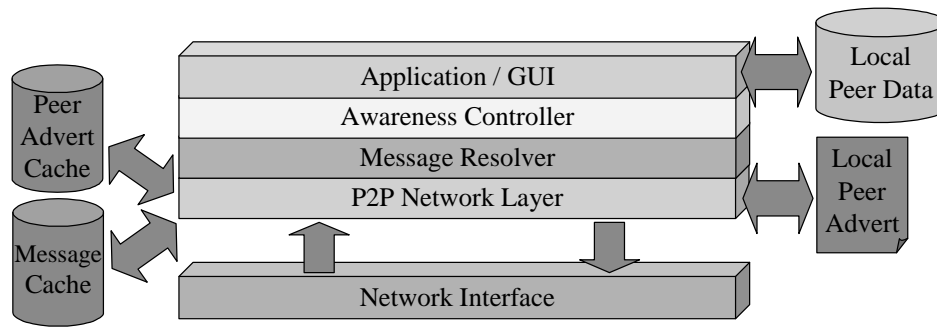 Application / GUI
Awareness Controller
Message Resolver
P2P Network Layer
Network Interface
Peer
Advert
Cache
Message
Cache
Local
Peer Data
Local
Peer
Advert